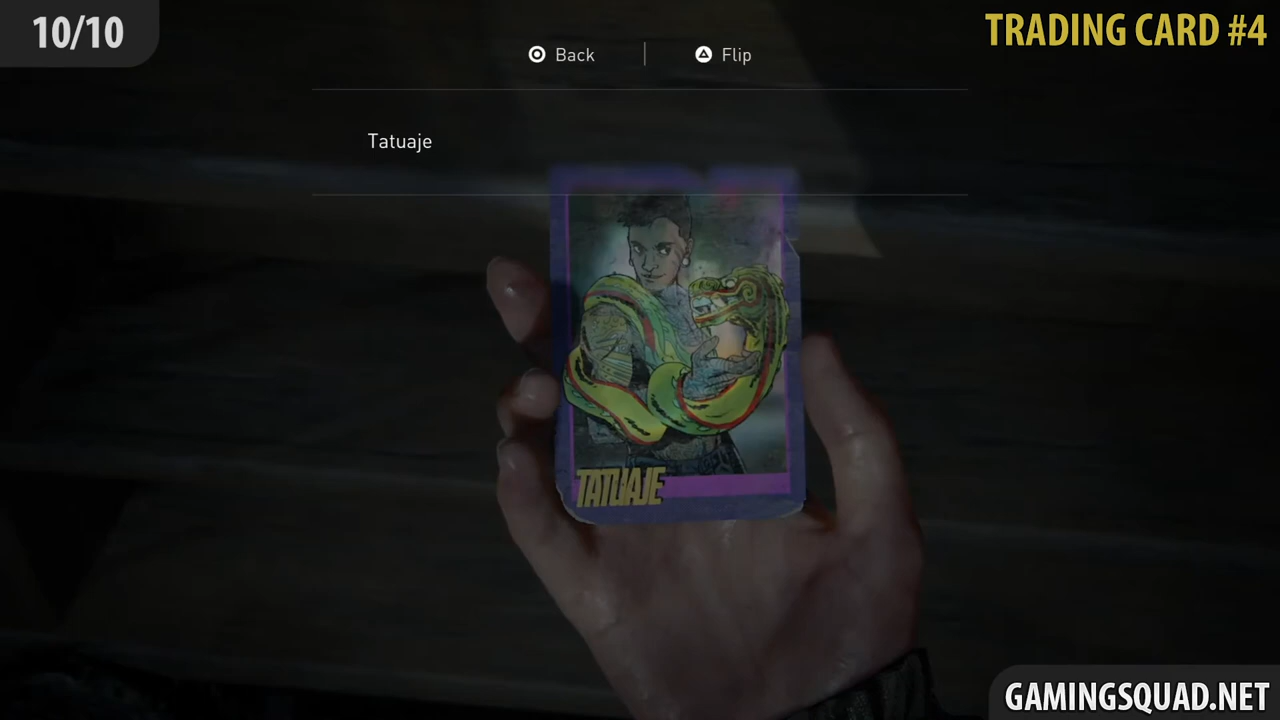 10/10
TRADING CARD #4
Back
Flip
Tatuaje
TATUAJE
GAMINGSQUAD.NET